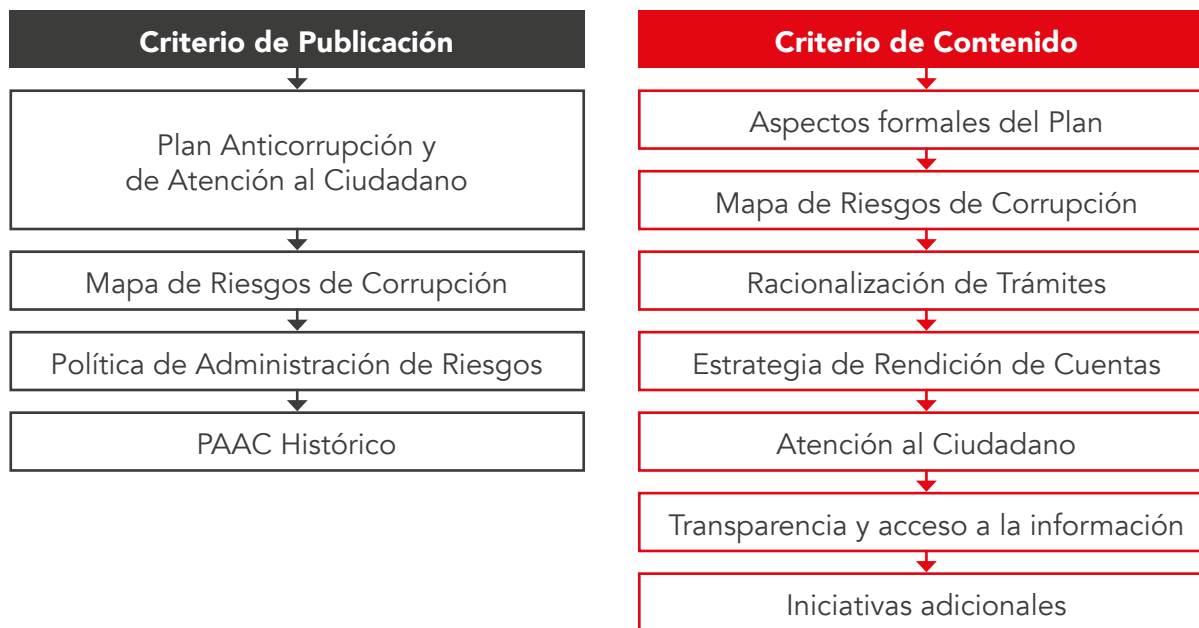 Criterio de Publicación
Plan Anticorrupción y
de Atención al Ciudadano
Mapa de Riesgos de Corrupción
Política de Administración de Riesgos
PAAC Histórico
Criterio de Contenido
Aspectos formales del Plan
Mapa de Riesgos de Corrupción
Racionalización de Trámites
Estrategia de Rendición de Cuentas
Atención al Ciudadano
Transparencia y acceso a la información
Iniciativas adicionales